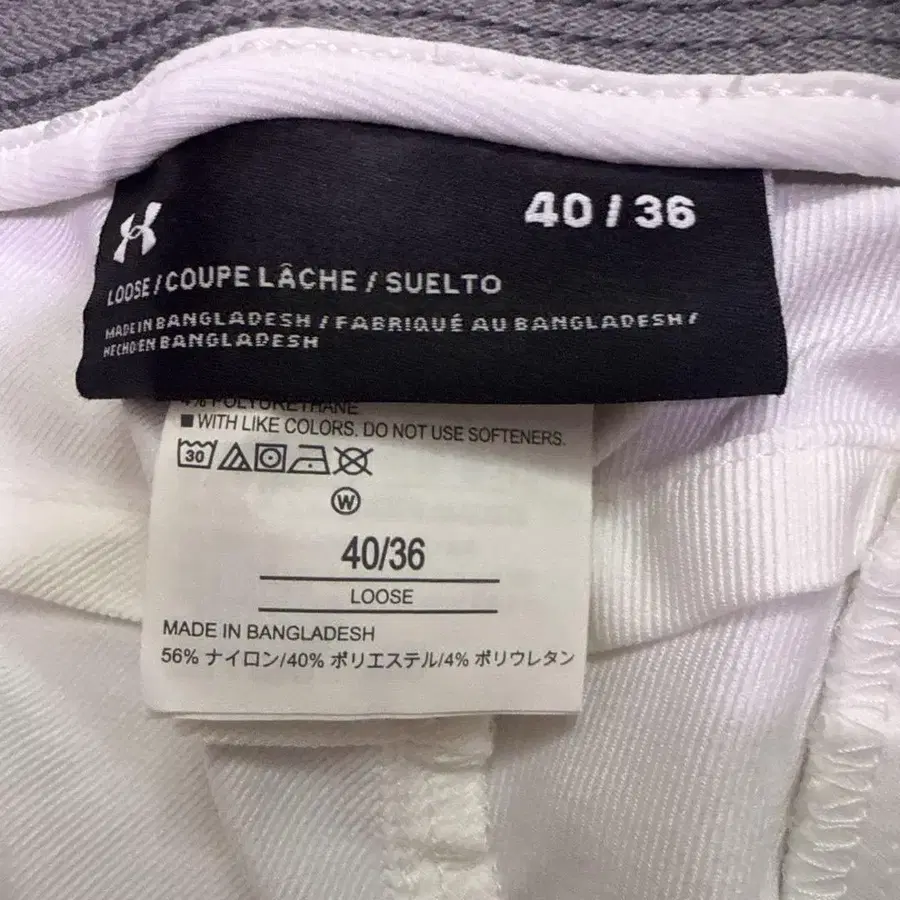 40 / 36
LOOSE / COUPE LÂCHE / SUELTO
MADE IN BANGLADESH / FABRIQUÉ AU BANGLADESH /
HECHO EN BANGLADESH
4% POLYURETHANE
■ WITH LIKE COLORS. DO NOT USE SOFTENERS.
30
W
40/36
LOOSE
MADE IN BANGLADESH
56% ナイロン/40% ポリエステル/4% ポリウレタン